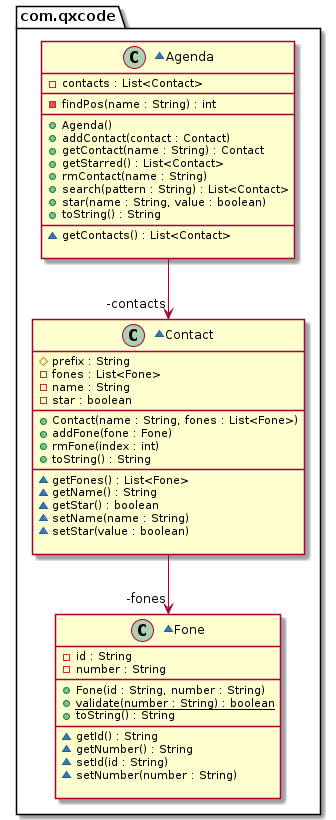 com.qxcode
C Agenda
contacts : List<Contact>
findPos(name : String) : int
Agenda()
addContact(contact : Contact)
getContact(name : String) : Contact
getStarred() : List<Contact>
rmContact(name : String)
search(pattern : String) : List<Contact>
star(name : String, value : boolean)
toString() : String
getContacts() : List<Contact>
-contacts
C Contact
prefix : String
fones : List<Fone>
name : String
star : boolean
Contact(name : String, fones : List<Fone>)
addFone(fone : Fone)
rmFone(index : int)
toString() : String
getFones() : List<Fone>
getName() : String
getStar() : boolean
setName(name : String)
setStar(value : boolean)
-fones
C Fone
id : String
number : String
Fone(id : String, number : String)
validate(number : String) : boolean
toString() : String
getId() : String
getNumber() : String
setId(id : String)
setNumber(number : String)